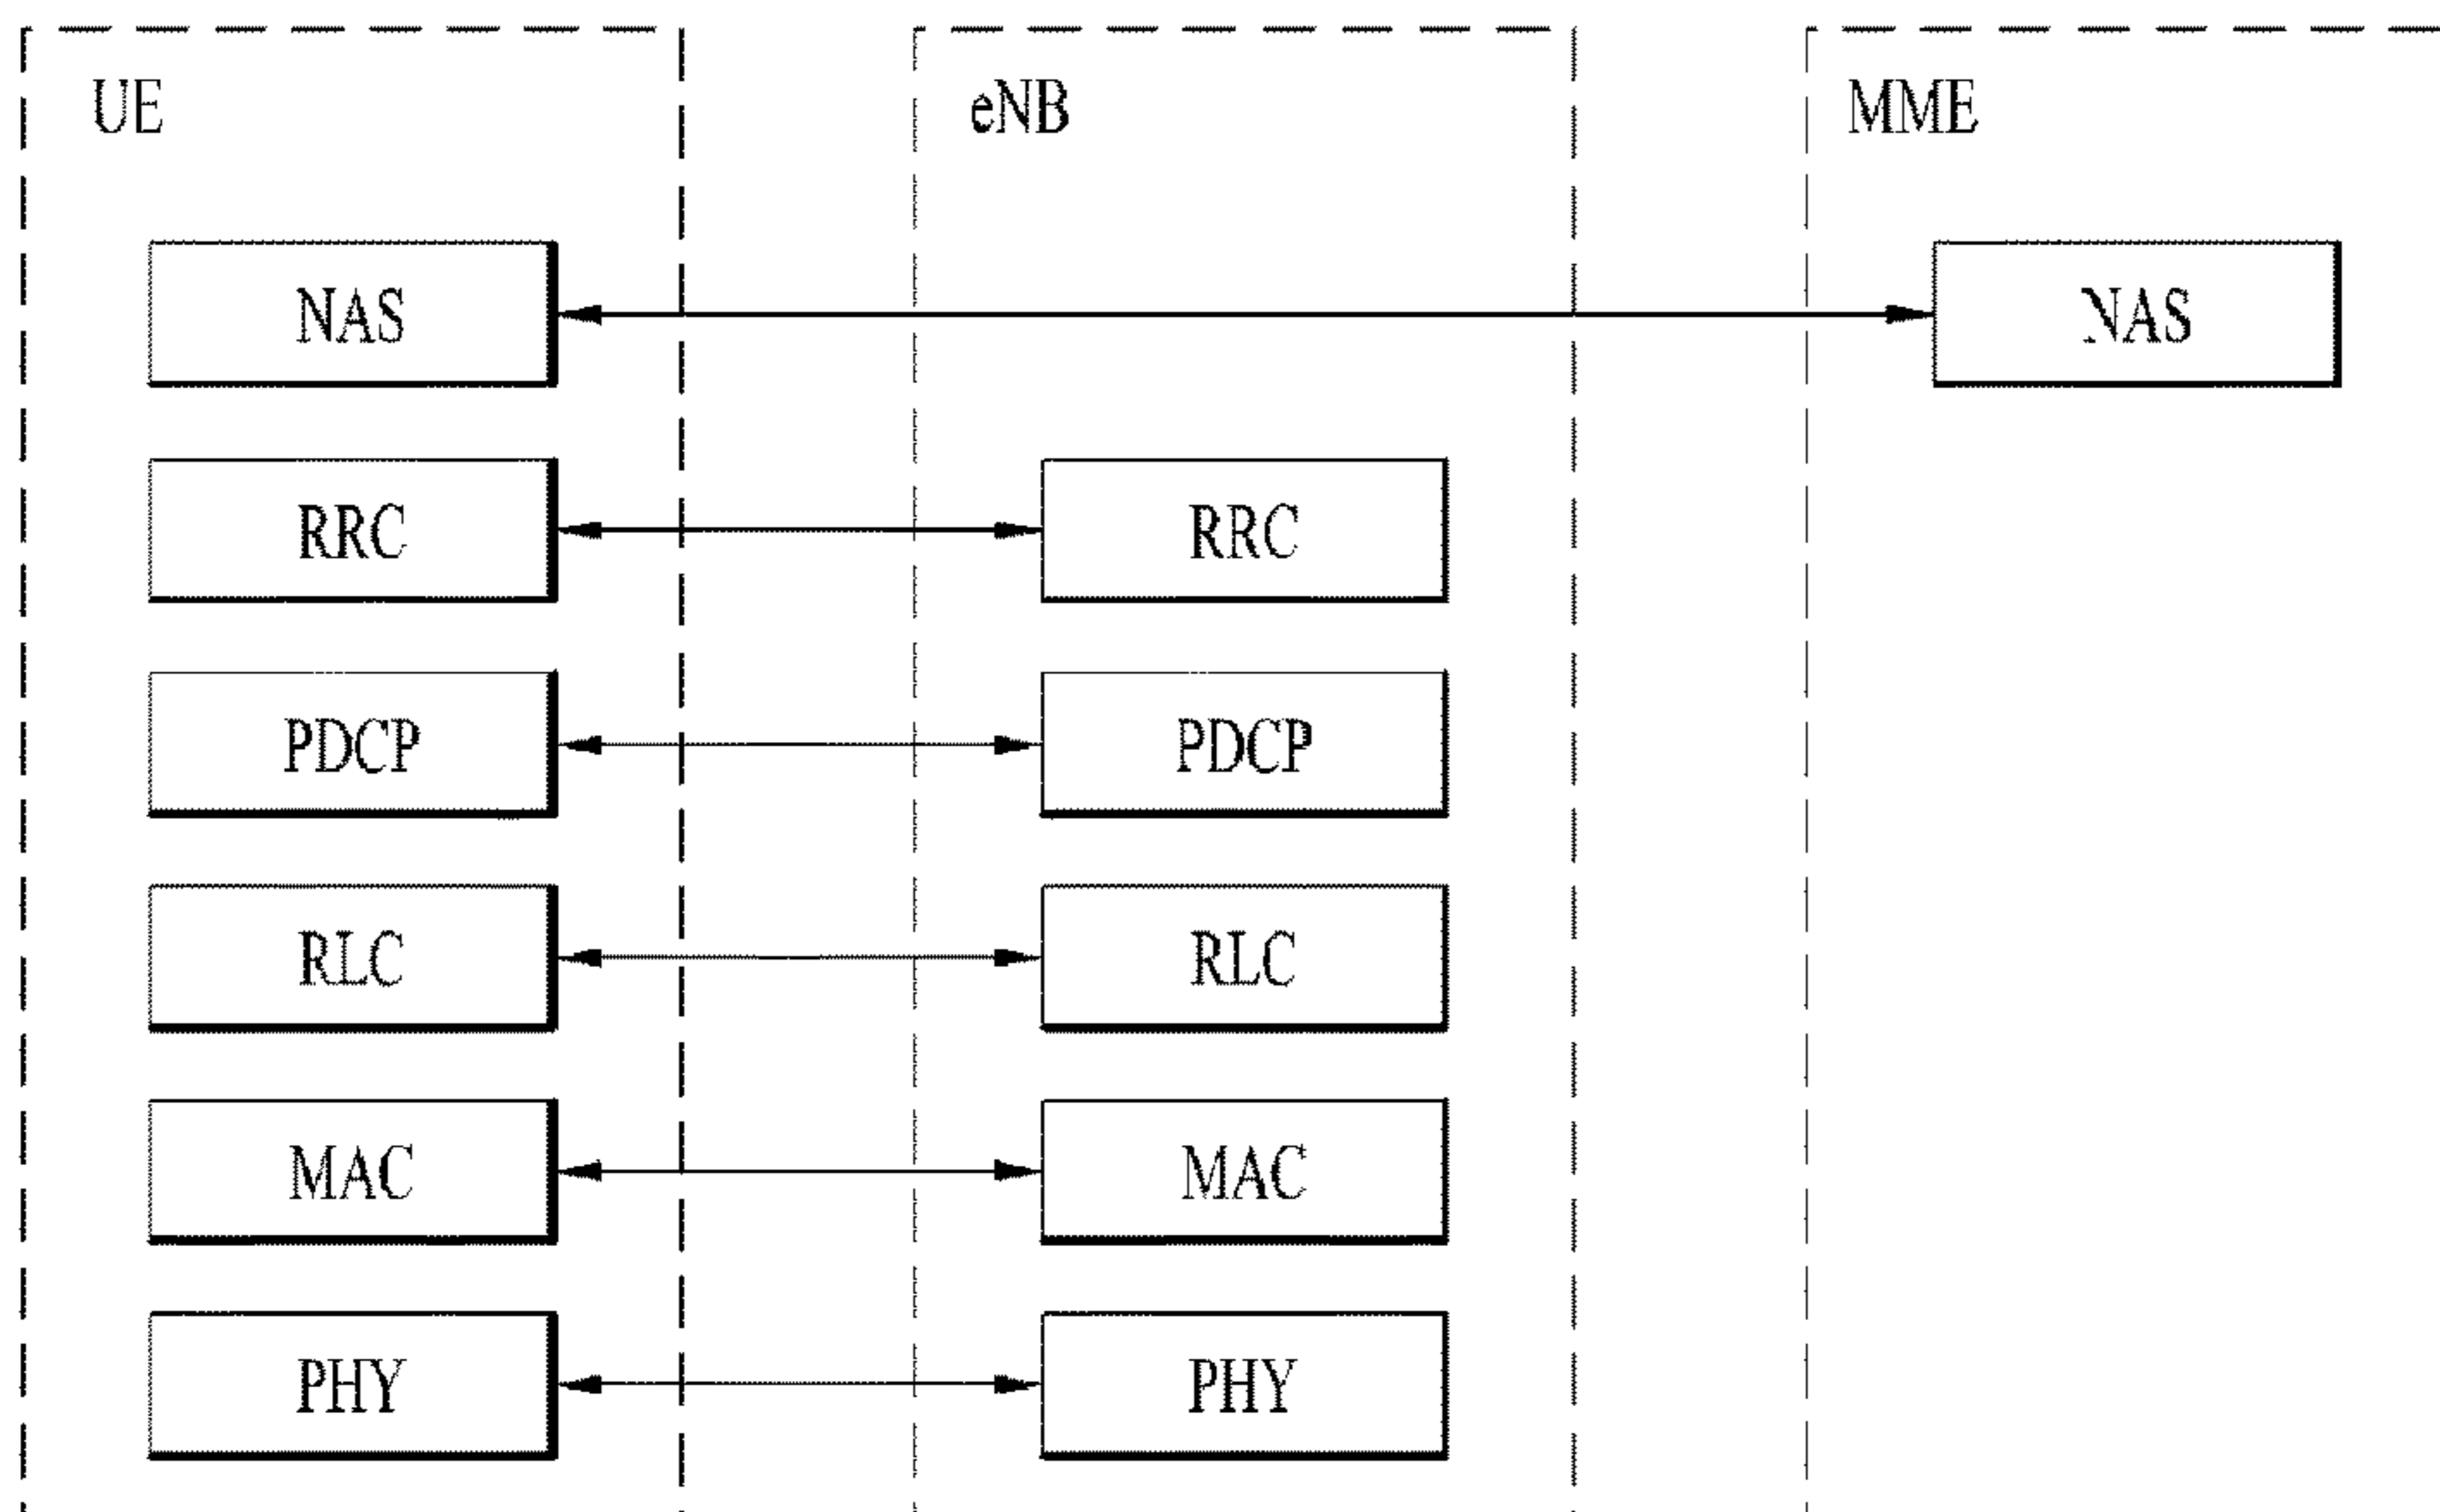 UE eNB MME
NAS NAS
RRC RRC
PDCP PDCP
RLC RLC
MAC MAC
PHY PHY